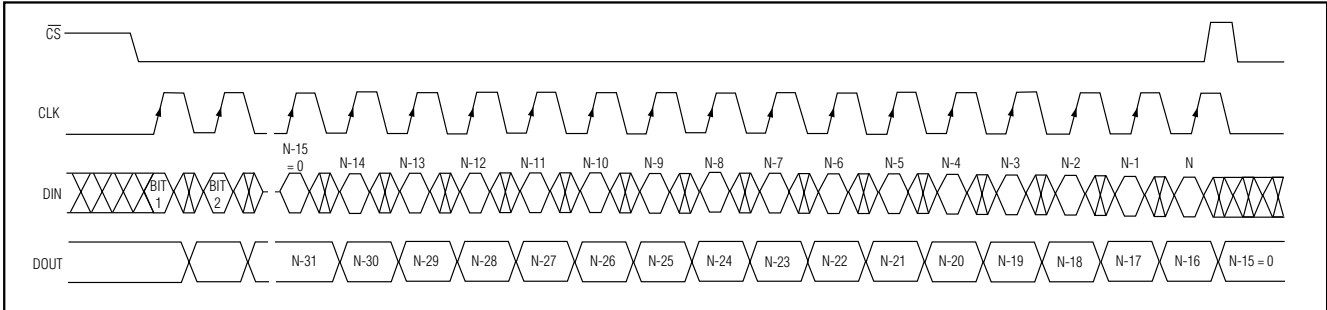 CS
CLK
N-15
= 0 N-14 N-13 N-12 N-11 N-10 N-9 N-8 N-7 N-6 N-5 N-4 N-3 N-2 N-1 N
DIN BIT
1 BIT
2
DOUT N-31 N-30 N-29 N-28 N-27 N-26 N-25 N-24 N-23 N-22 N-21 N-20 N-19 N-18 N-17 N-16 N-15 = 0